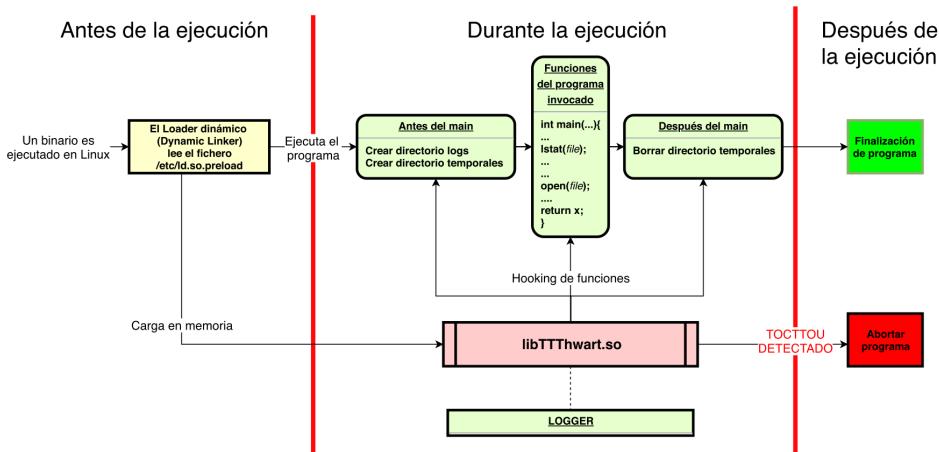 Antes de la ejecución
Durante la ejecución
Después de
la ejecución
Un binario es
ejecutado en Linux
El Loader dinámico
(Dynamic Linker)
lee el fichero
/etc/ld.so.preload
Ejecuta el
programa
Antes del main
Crear directorio logs
Crear directorio temporales
Funciones
del programa
invocado
int main(...){
...
lstat(file);
...
...
open(file);
....
return x;
}
Después del main
Borrar directorio temporales
Finalización
de programa
Hooking de funciones
Carga en memoria
libTTThwart.so
TOCTTOU
DETECTADO
Abortar
programa
LOGGER